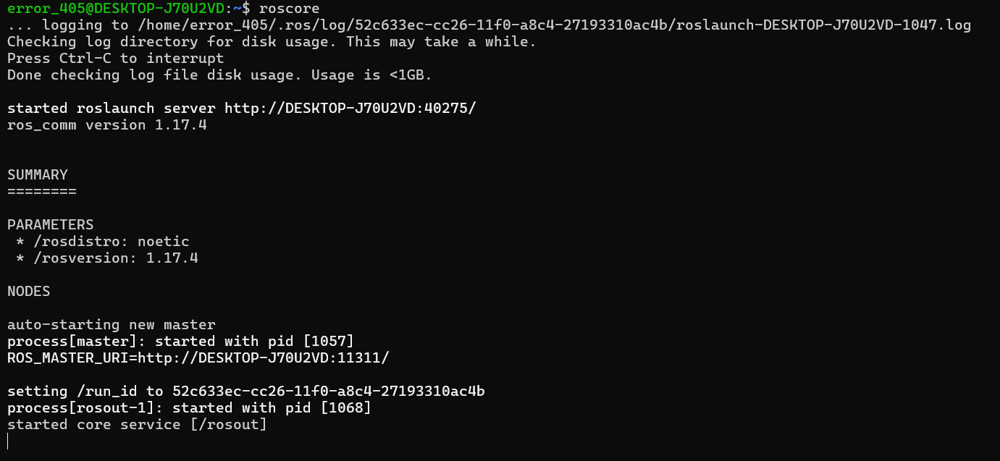 error_405@DESKTOP-J70U2VD:~$ roscore
... logging to /home/error_405/.ros/log/52c633ec-cc26-11f0-a8c4-27193310ac4b/roslaunch-DESKTOP-J70U2VD-1047.log
Checking log directory for disk usage. This may take a while.
Press Ctrl-C to interrupt
Done checking log file disk usage. Usage is <1GB.

started roslaunch server http://DESKTOP-J70U2VD:40275/
ros_comm version 1.17.4


SUMMARY
========

PARAMETERS
 * /rosdistro: noetic
 * /rosversion: 1.17.4

NODES

auto-starting new master
process[master]: started with pid [1057]
ROS_MASTER_URI=http://DESKTOP-J70U2VD:11311/

setting /run_id to 52c633ec-cc26-11f0-a8c4-27193310ac4b
process[rosout-1]: started with pid [1068]
started core service [/rosout]